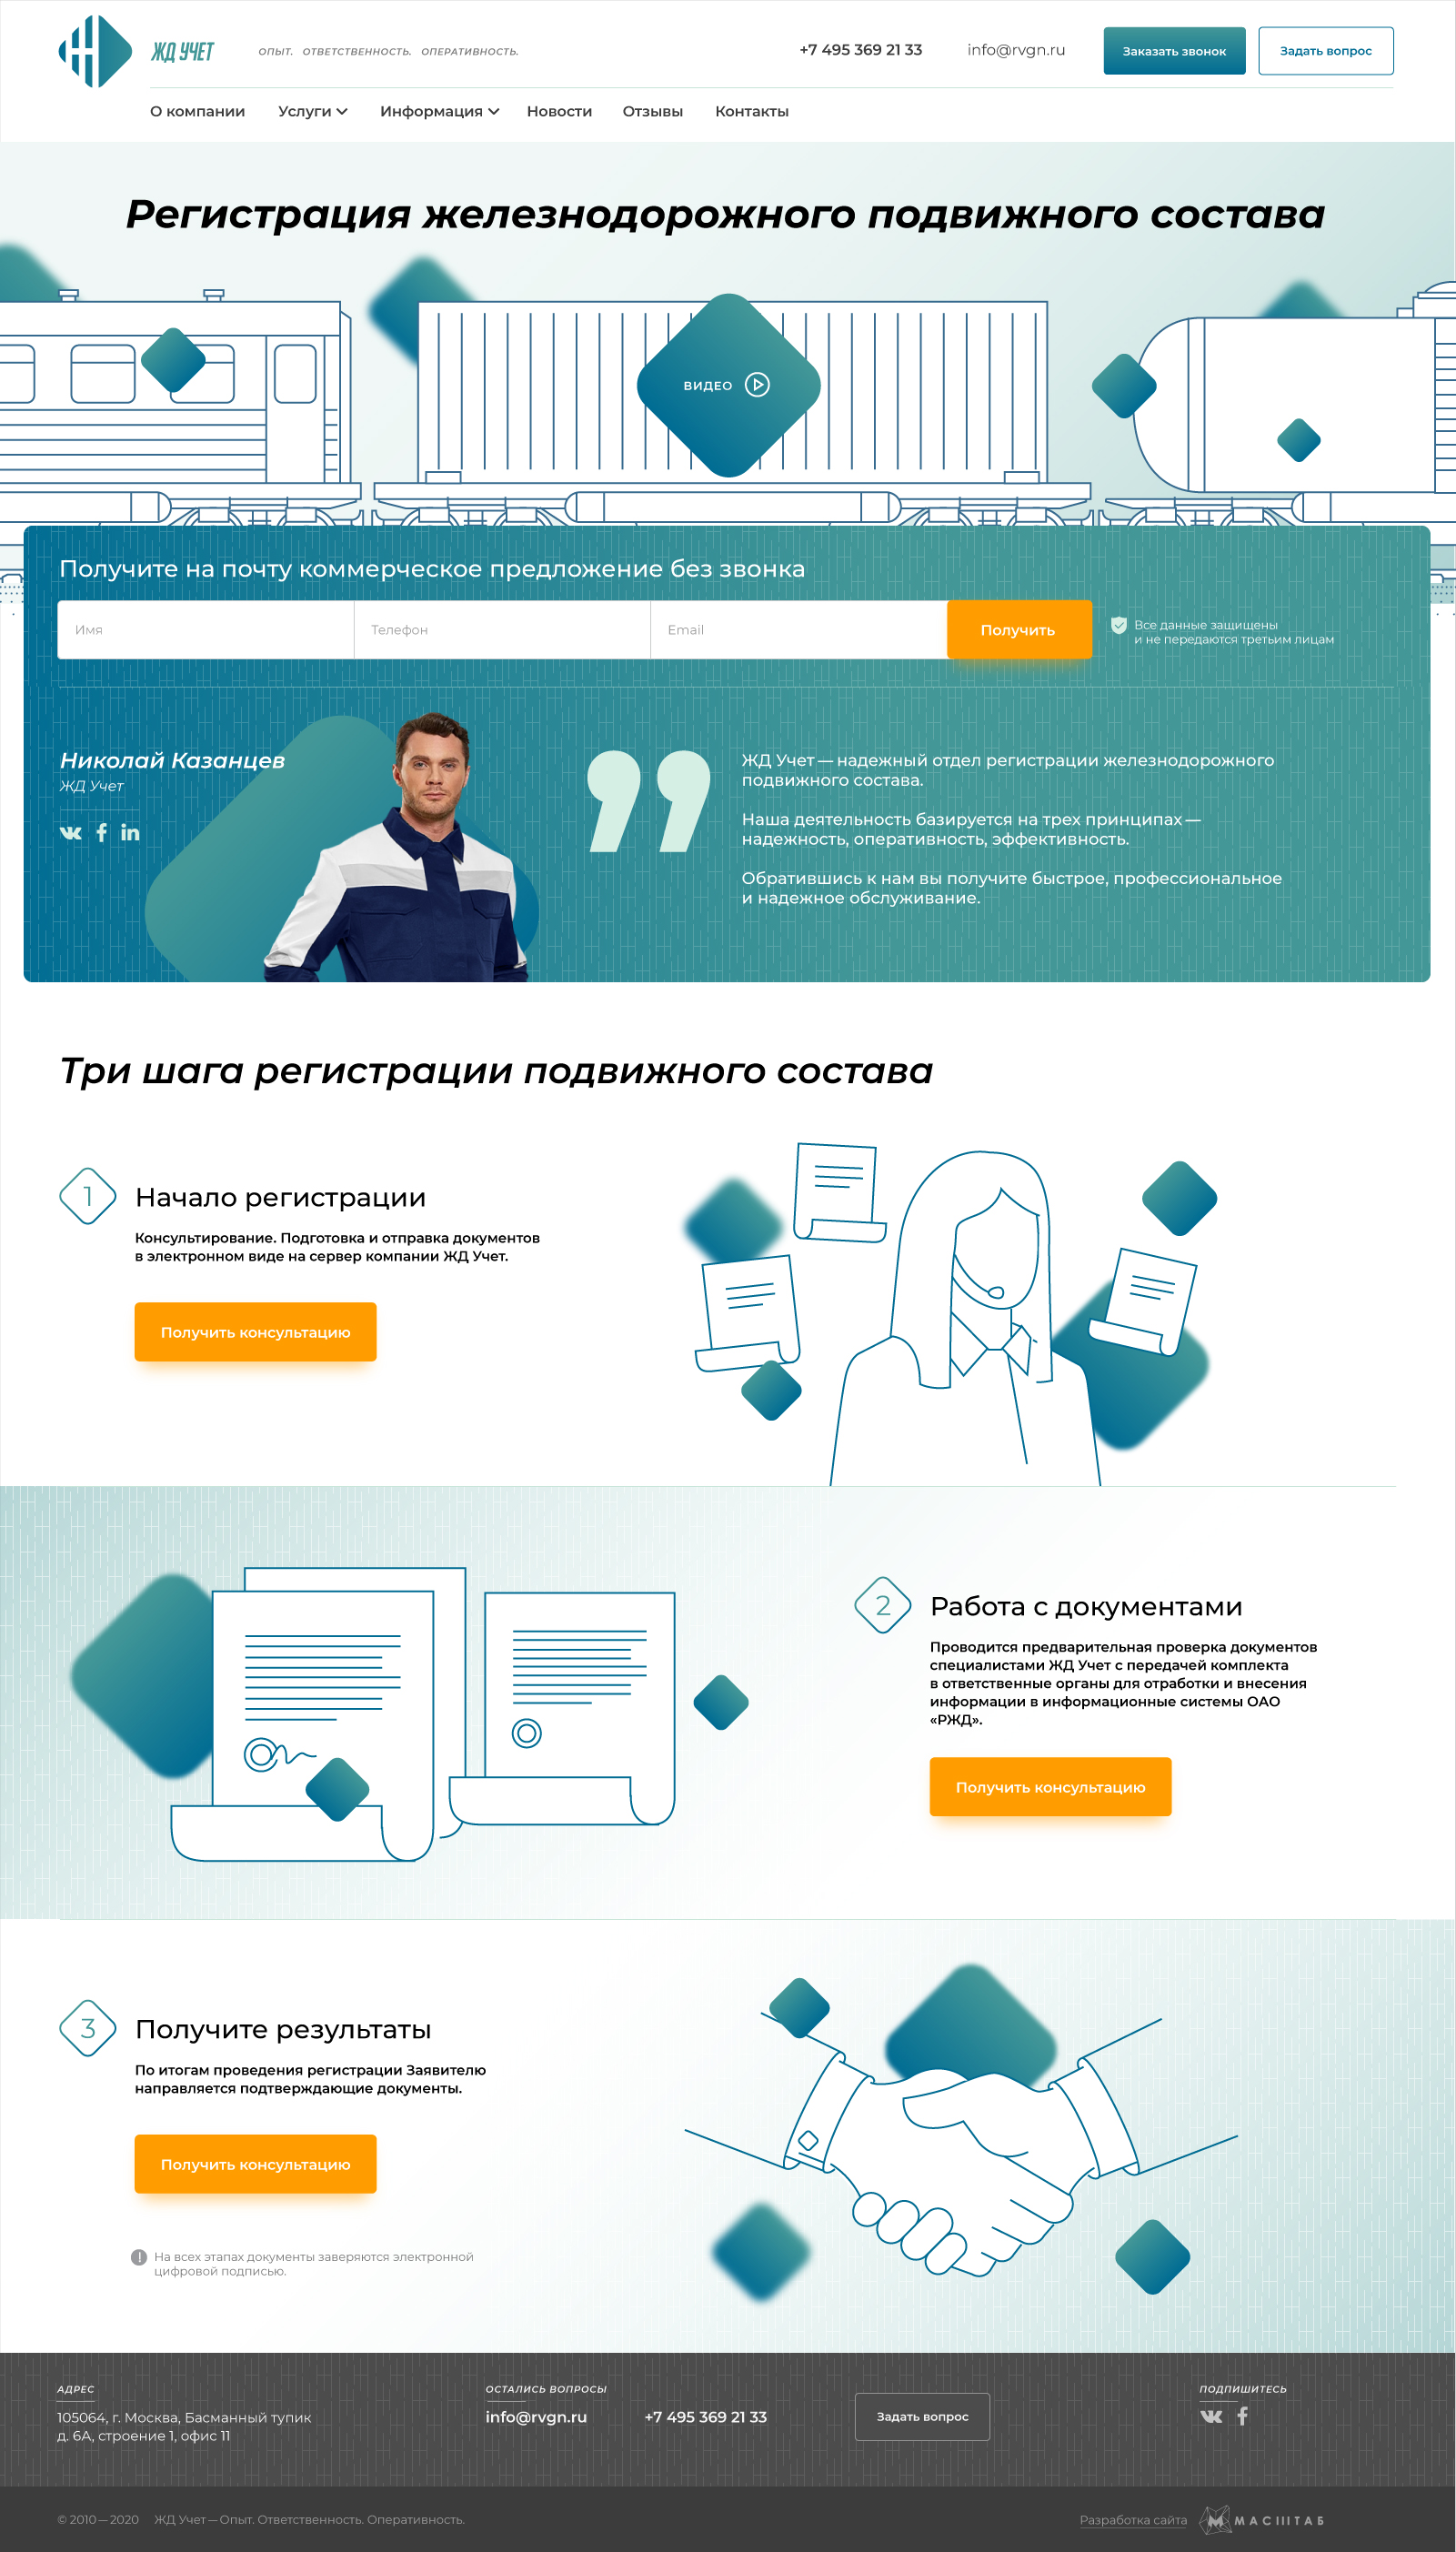 ЖД УЧЕТ
ОПЫТ. ОТВЕТСТВЕННОСТЬ. ОПЕРАТИВНОСТЬ.
+7 495 369 21 33
info@rvgn.ru
Заказать звонок
Задать вопрос
О компании
Услуги
Информация
Новости
Отзывы
Контакты
Регистрация железнодорожного подвижного состава
ВИДЕО
Получите на почту коммерческое предложение без звонка
Имя
Телефон
Email
Получить
Все данные защищены
и не передаются третьим лицам
Николай Казанцев
ЖД Учет
ЖД Учет — надежный отдел регистрации железнодорожного
подвижного состава.
Наша деятельность базируется на трех принципах —
надежность, оперативность, эффективность.
Обратившись к нам вы получите быстрое, профессиональное
и надежное обслуживание.
Три шага регистрации подвижного состава
1
Начало регистрации
Консультирование. Подготовка и отправка документов
в электронном виде на сервер компании ЖД Учет.
Получить консультацию
2
Работа с документами
Проводится предварительная проверка документов
специалистами ЖД Учет с передачей комплекта
в ответственные органы для отработки и внесения
информации в информационные системы ОАО
«РЖД».
Получить консультацию
3
Получите результаты
По итогам проведения регистрации Заявителю
направляется подтверждающие документы.
Получить консультацию
На всех этапах документы заверяются электронной
цифровой подписью.
АДРЕС
105064, г. Москва, Басманный тупик
д. 6А, строение 1, офис 11
ОСТАЛИСЬ ВОПРОСЫ
info@rvgn.ru
+7 495 369 21 33
Задать вопрос
ПОДПИШИТЕСЬ
© 2010 — 2020
ЖД Учет — Опыт. Ответственность. Оперативность.
Разработка сайта
МАСШТАБ